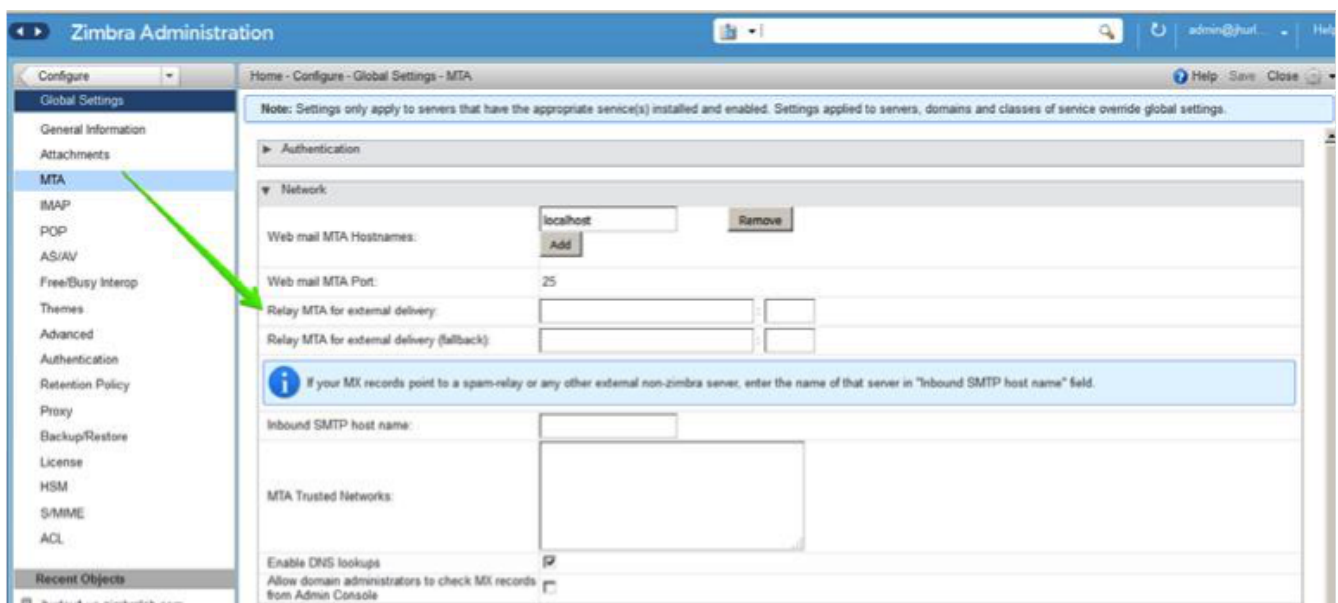 Zimbra Administration
admin@jhurl...
Help
Configure
Home - Configure - Global Settings - MTA
Help Save Close
Global Settings
Note: Settings only apply to servers that have the appropriate service(s) installed and enabled. Settings applied to servers, domains and classes of service override global settings.
General Information
Attachments
MTA
IMAP
POP
AS/AV
Free/Busy Interop
Themes
Advanced
Authentication
Retention Policy
Proxy
Backup/Restore
License
HSM
S/MIME
ACL
Recent Objects
Authentication
Network
Web mail MTA Hostnames:
localhost
Remove
Add
Web mail MTA Port:
25
Relay MTA for external delivery:
:
Relay MTA for external delivery (fallback):
:
If your MX records point to a spam-relay or any other external non-zimbra server, enter the name of that server in "Inbound SMTP host name" field.
Inbound SMTP host name:
MTA Trusted Networks:
Enable DNS lookups
Allow domain administrators to check MX records
from Admin Console